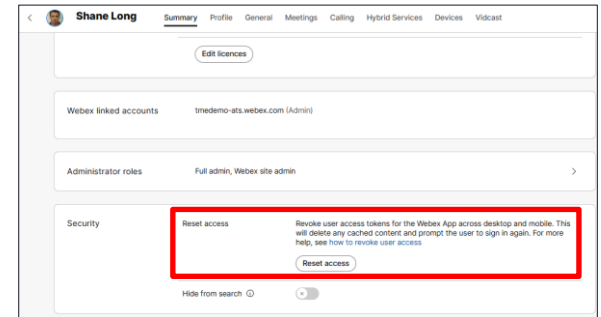 Shane Long
Summary Profile General Meetings Calling Hybrid Services Devices Vidcast
Edit licences
Webex linked accounts tmedemo-ats.webex.com (Admin)
Administrator roles Full admin, Webex site admin
Security Reset access Revoke user access tokens for the Webex App across desktop and mobile. This
will delete any cached content and prompt the user to sign in again. For more
help, see how to revoke user access
Reset access
Hide from search